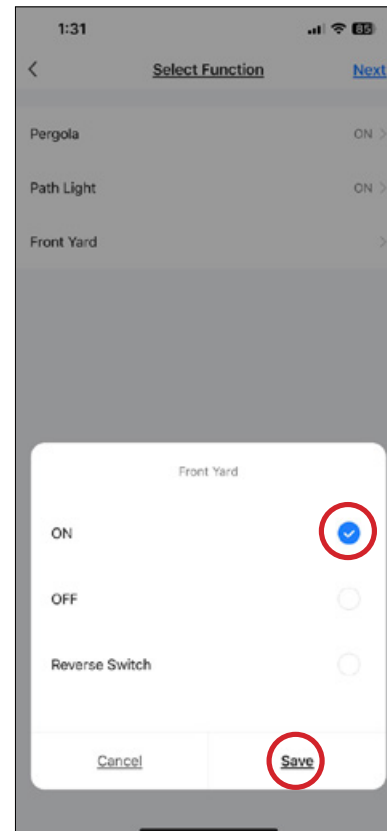 1:31 85
Select Function Next
Pergola ON
Path Light ON
Front Yard
Front Yard
ON
OFF
Reverse Switch
Cancel Save